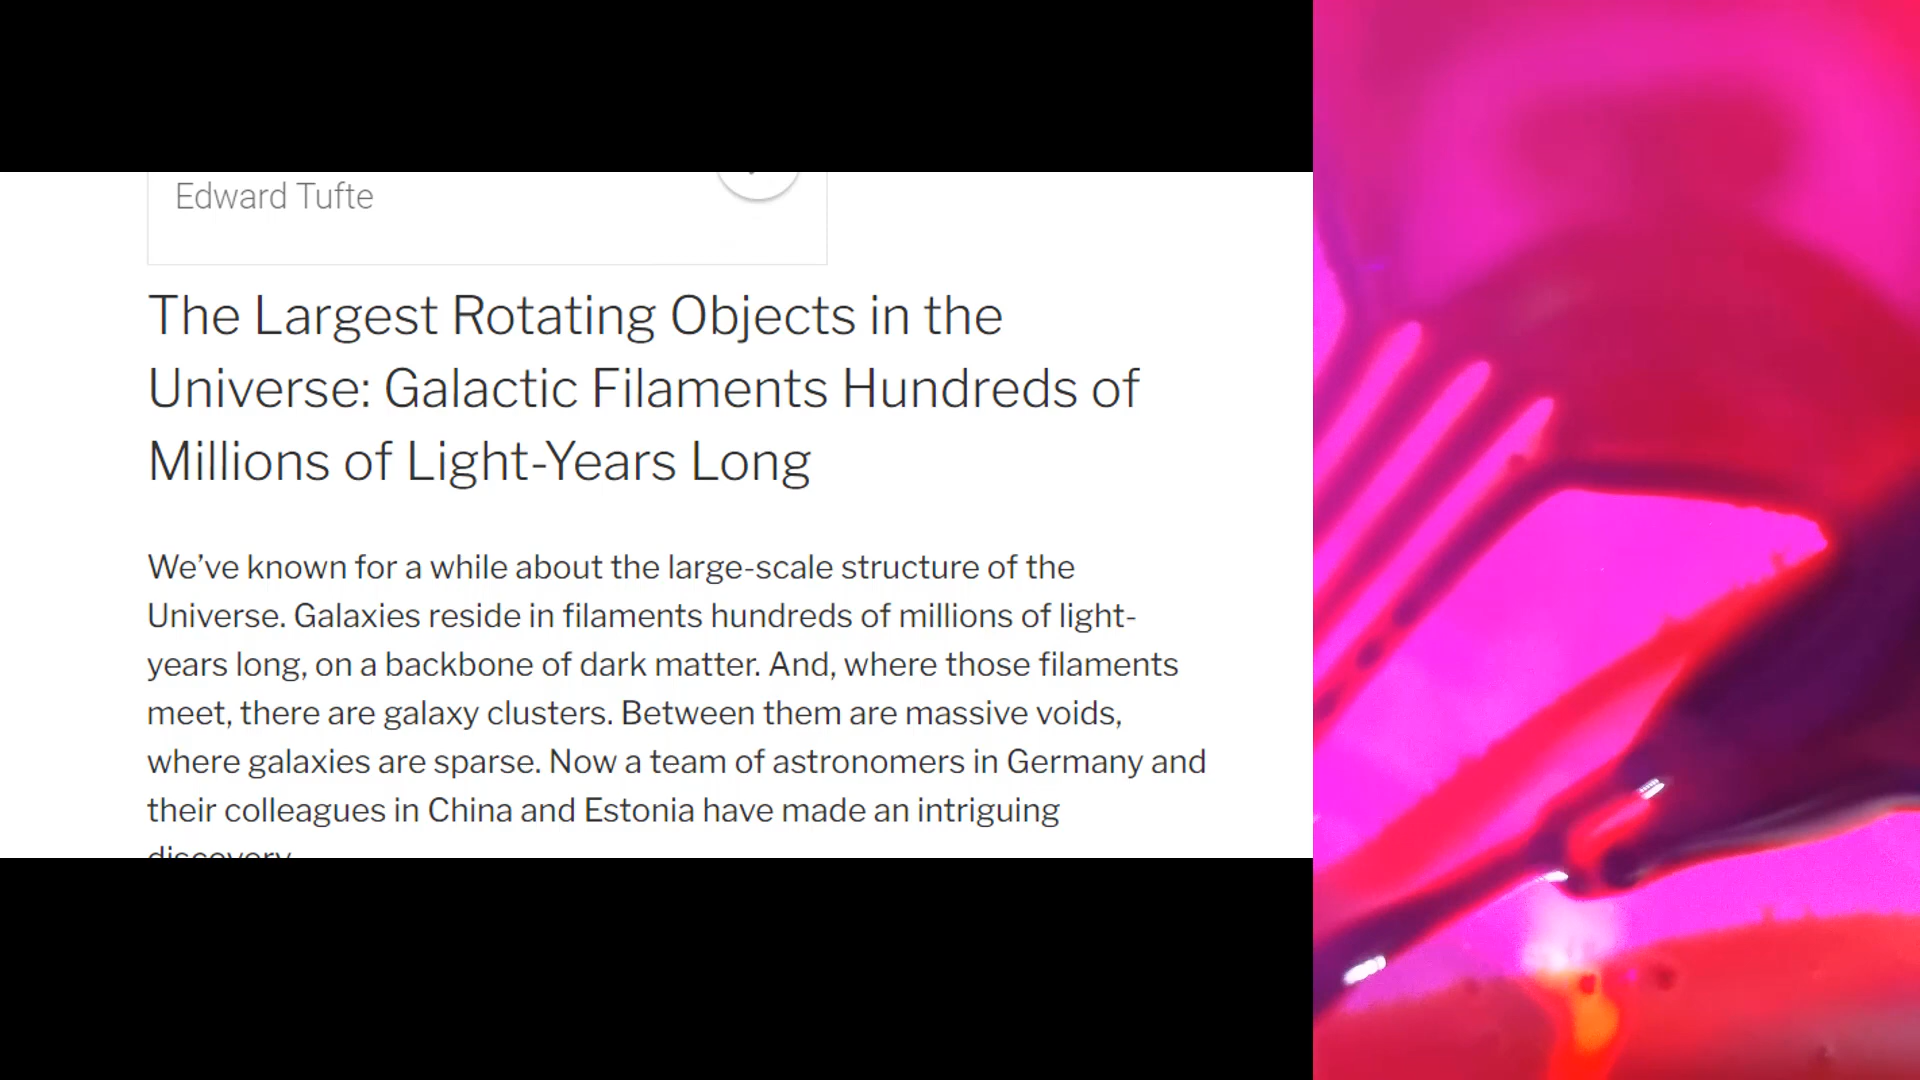 Edward Tufte
The Largest Rotating Objects in the
Universe: Galactic Filaments Hundreds of
Millions of Light-Years Long
We’ve known for a while about the large-scale structure of the
Universe. Galaxies reside in filaments hundreds of millions of light-
years long, on a backbone of dark matter. And, where those filaments
meet, there are galaxy clusters. Between them are massive voids,
where galaxies are sparse. Now a team of astronomers in Germany and
their colleagues in China and Estonia have made an intriguing
discovery.